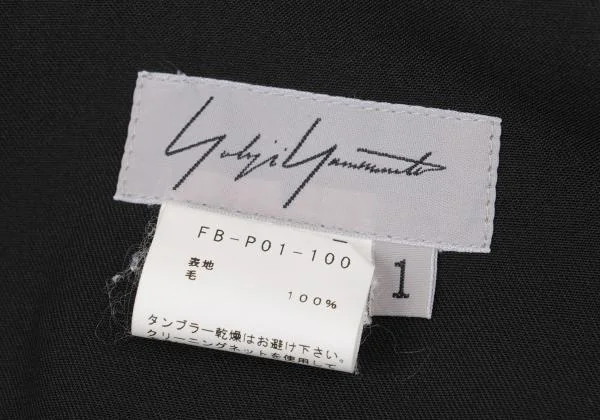 Yohji Yamamoto
FB-P01-100
1
表地
毛
100%
タンブラー乾燥はお避け下さい。
クリーニングネットを使用して